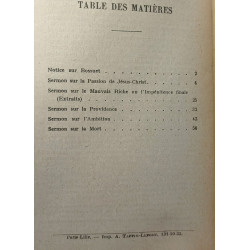 TABLE DES MATIÈRES
Notice sur Bossuet
Sermon sur la Passion de Jésus-Christ
Sermon sur le Mauvais Riche ou l'Impénitence finale
(Extraits)
Sermon sur la Providence
Sermon sur l'Ambition
Sermon sur la Mort
Imp. A.